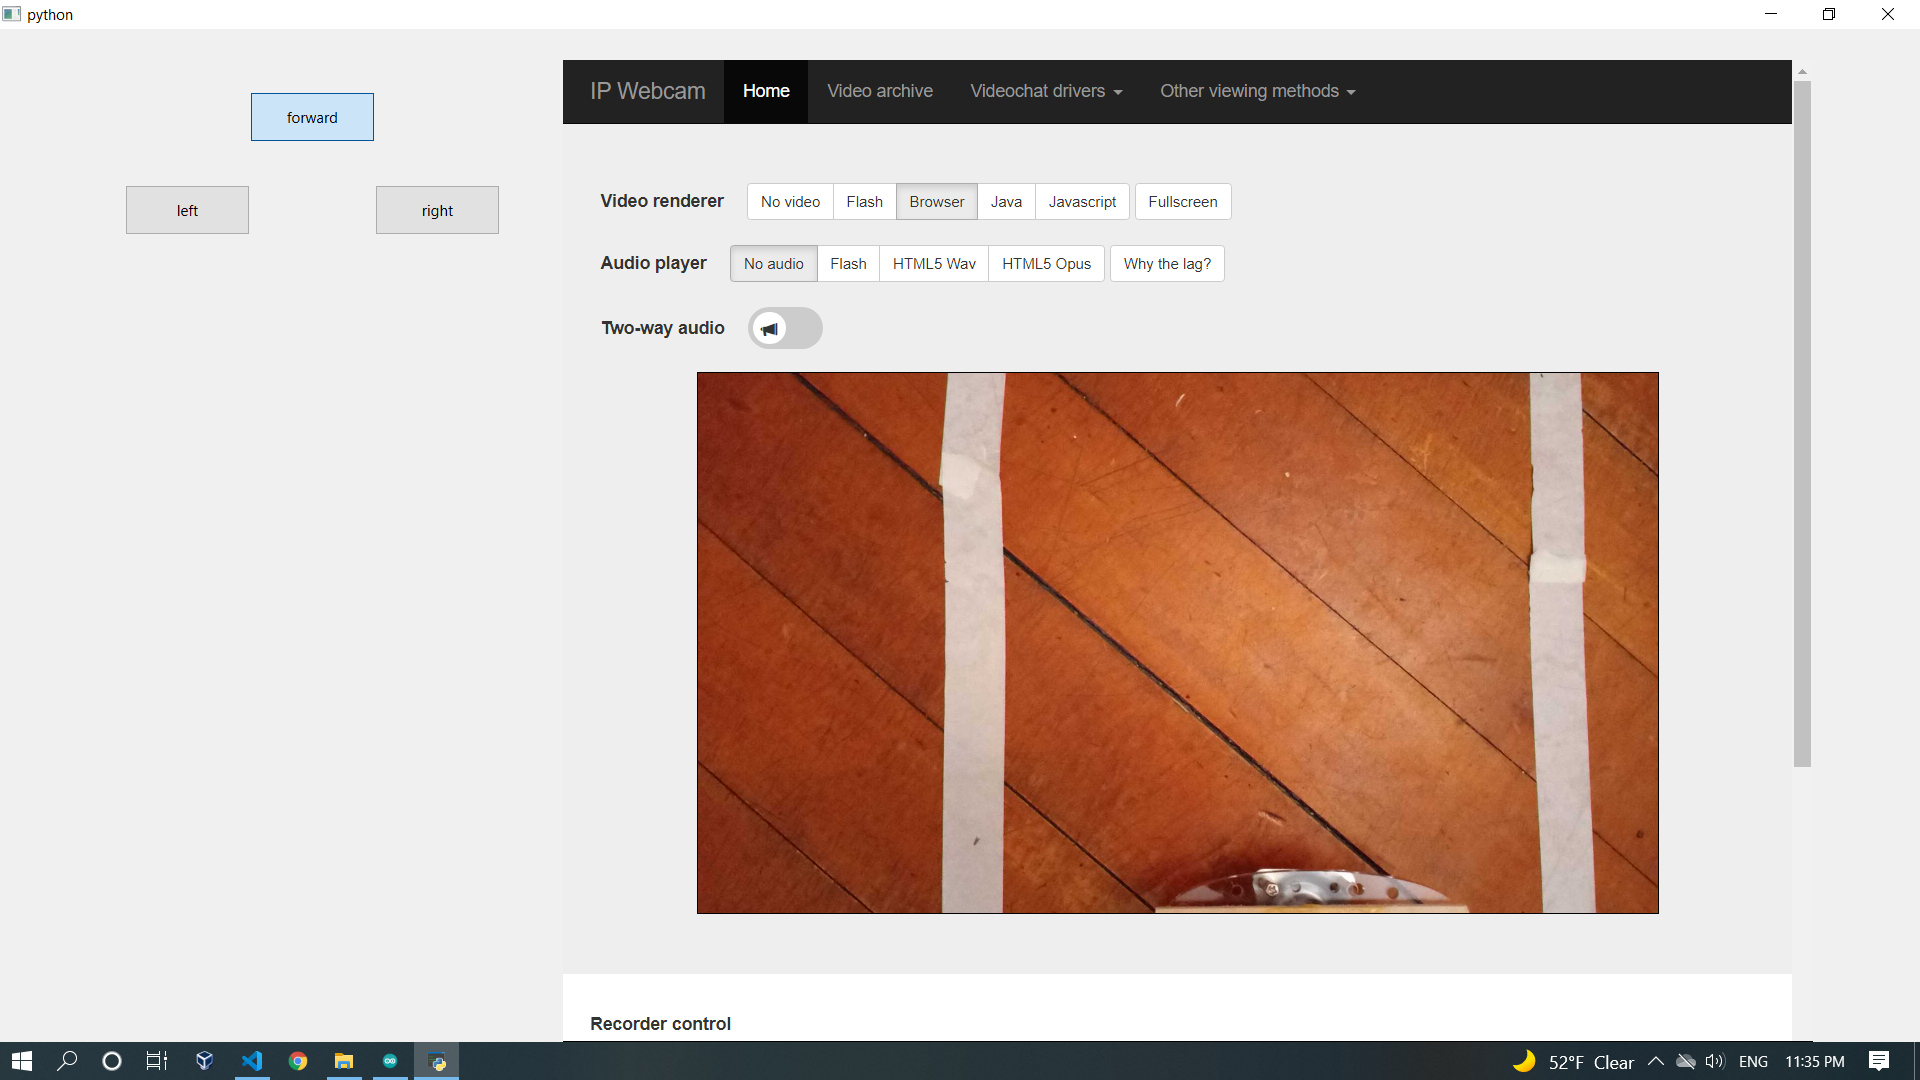 python
forward
left
right
IP Webcam Home Video archive Videochat drivers Other viewing methods
Video renderer No video Flash Browser Java Javascript Fullscreen
Audio player No audio Flash HTML5 Wav HTML5 Opus Why the lag?
Two-way audio
Recorder control
52°F Clear ENG 11:35 PM